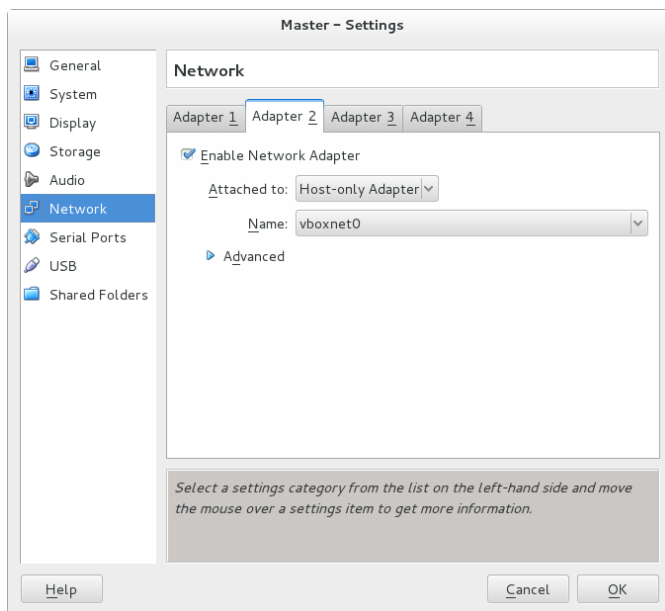 Master – Settings
General
System
Display
Storage
Audio
Network
Serial Ports
USB
Shared Folders
Network
Adapter 1 Adapter 2 Adapter 3 Adapter 4
Enable Network Adapter
Attached to: Host-only Adapter
Name: vboxnet0
Advanced
Select a settings category from the list on the left-hand side and move
the mouse over a settings item to get more information.
Help Cancel OK